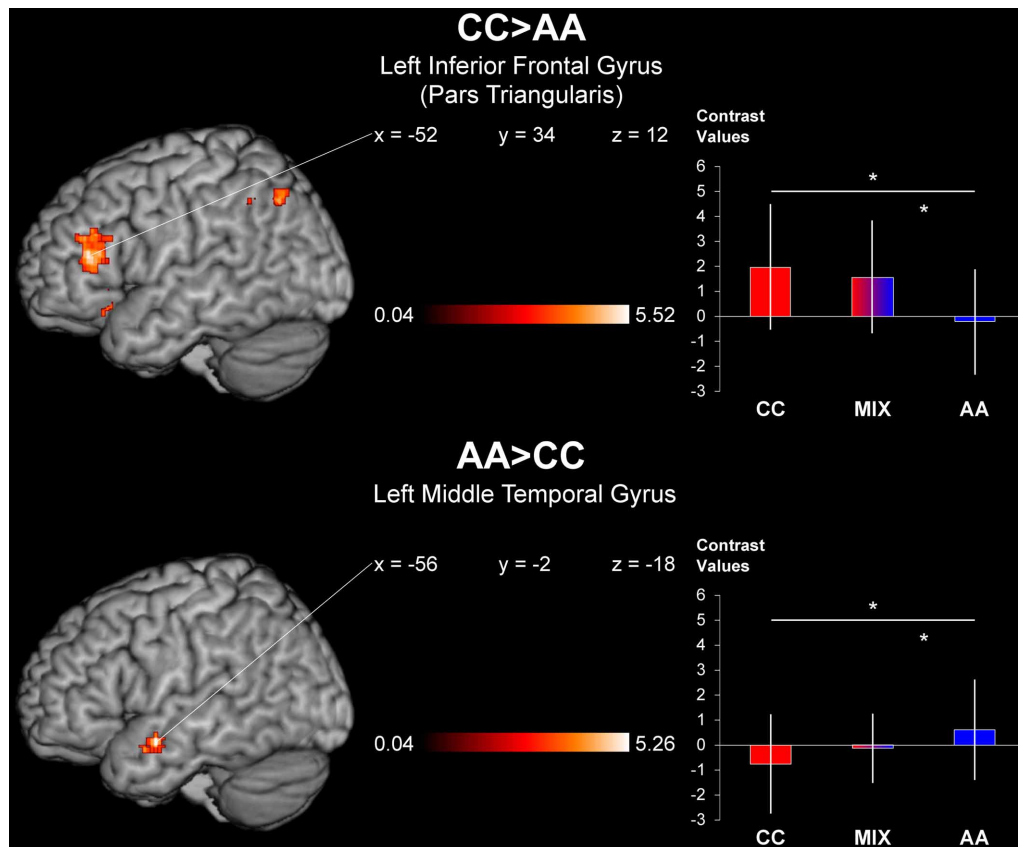 CC>AA
Left Inferior Frontal Gyrus
(Pars Triangularis)
x = -52 y = 34 z = 12
0.04 5.52
Contrast
Values
6
5
4
3
2
1
0
-1
-2
-3
*
*
CC MIX AA
AA>CC
Left Middle Temporal Gyrus
x = -56 y = -2 z = -18
0.04 5.26
Contrast
Values
6
5
4
3
2
1
0
-1
-2
-3
*
*
CC MIX AA